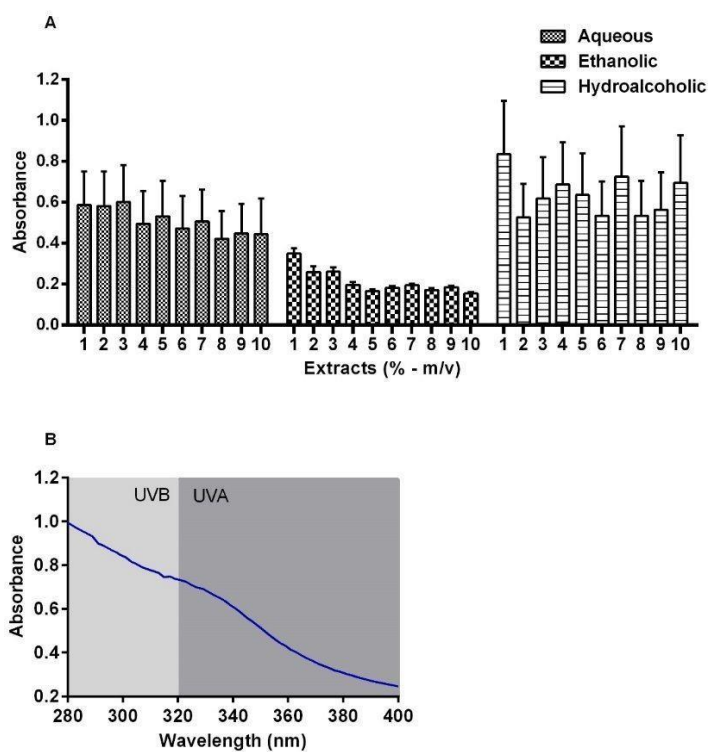 A
Aqueous
Ethanolic
Hydroalcoholic
1.2
1.0
0.8
0.6
0.4
0.2
0.0
Absorbance
1 2 3 4 5 6 7 8 9 10 1 2 3 4 5 6 7 8 9 10 1 2 3 4 5 6 7 8 9 10
Extracts (% - m/v)
B
1.2
1.0
0.8
0.6
0.4
0.2
Absorbance
UVB UVA
280 300 320 340 360 380 400
Wavelength (nm)